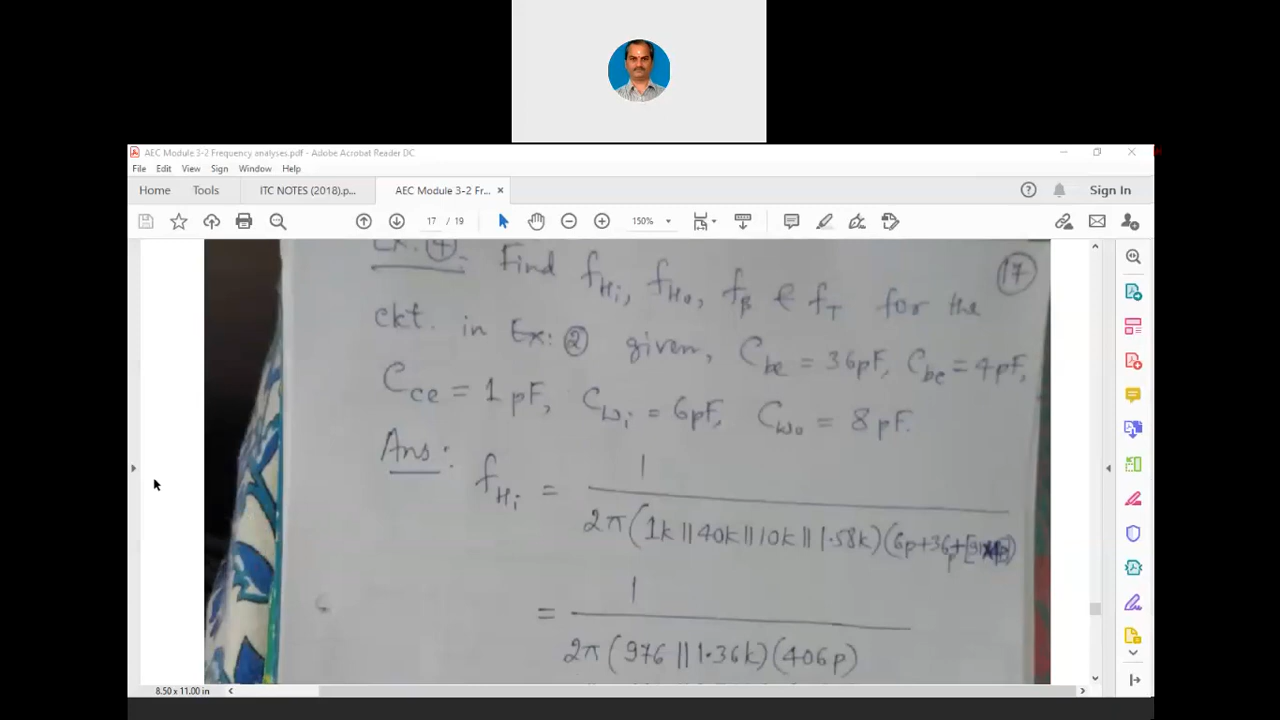 AEC Module 3-2 Frequency analyses.pdf - Adobe Acrobat Reader DC
File Edit View Sign Window Help
Home Tools ITC NOTES (2018).p... AEC Module 3-2 Fr... × Sign In
17 / 19 150%
Ex. ④. Find f_Hi, f_Ho, f_β & f_T for the ⑰
ckt. in Ex: ② given, C_be = 36pF, C_be = 4pF,
C_ce = 1 pF, C_wi = 6pF, C_wo = 8 pF.
Ans: f_Hi = 1
2π(1k || 40k || 10k || 1.58k)(6p+36p+
= 1
2π(976 || 1.36k)(406p)
8.50 x 11.00 in